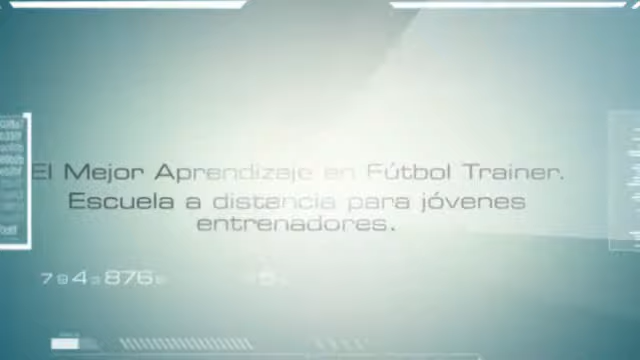 El Mejor Aprendizaje en Fútbol Trainer.
Escuela a distancia para jóvenes
entrenadores.